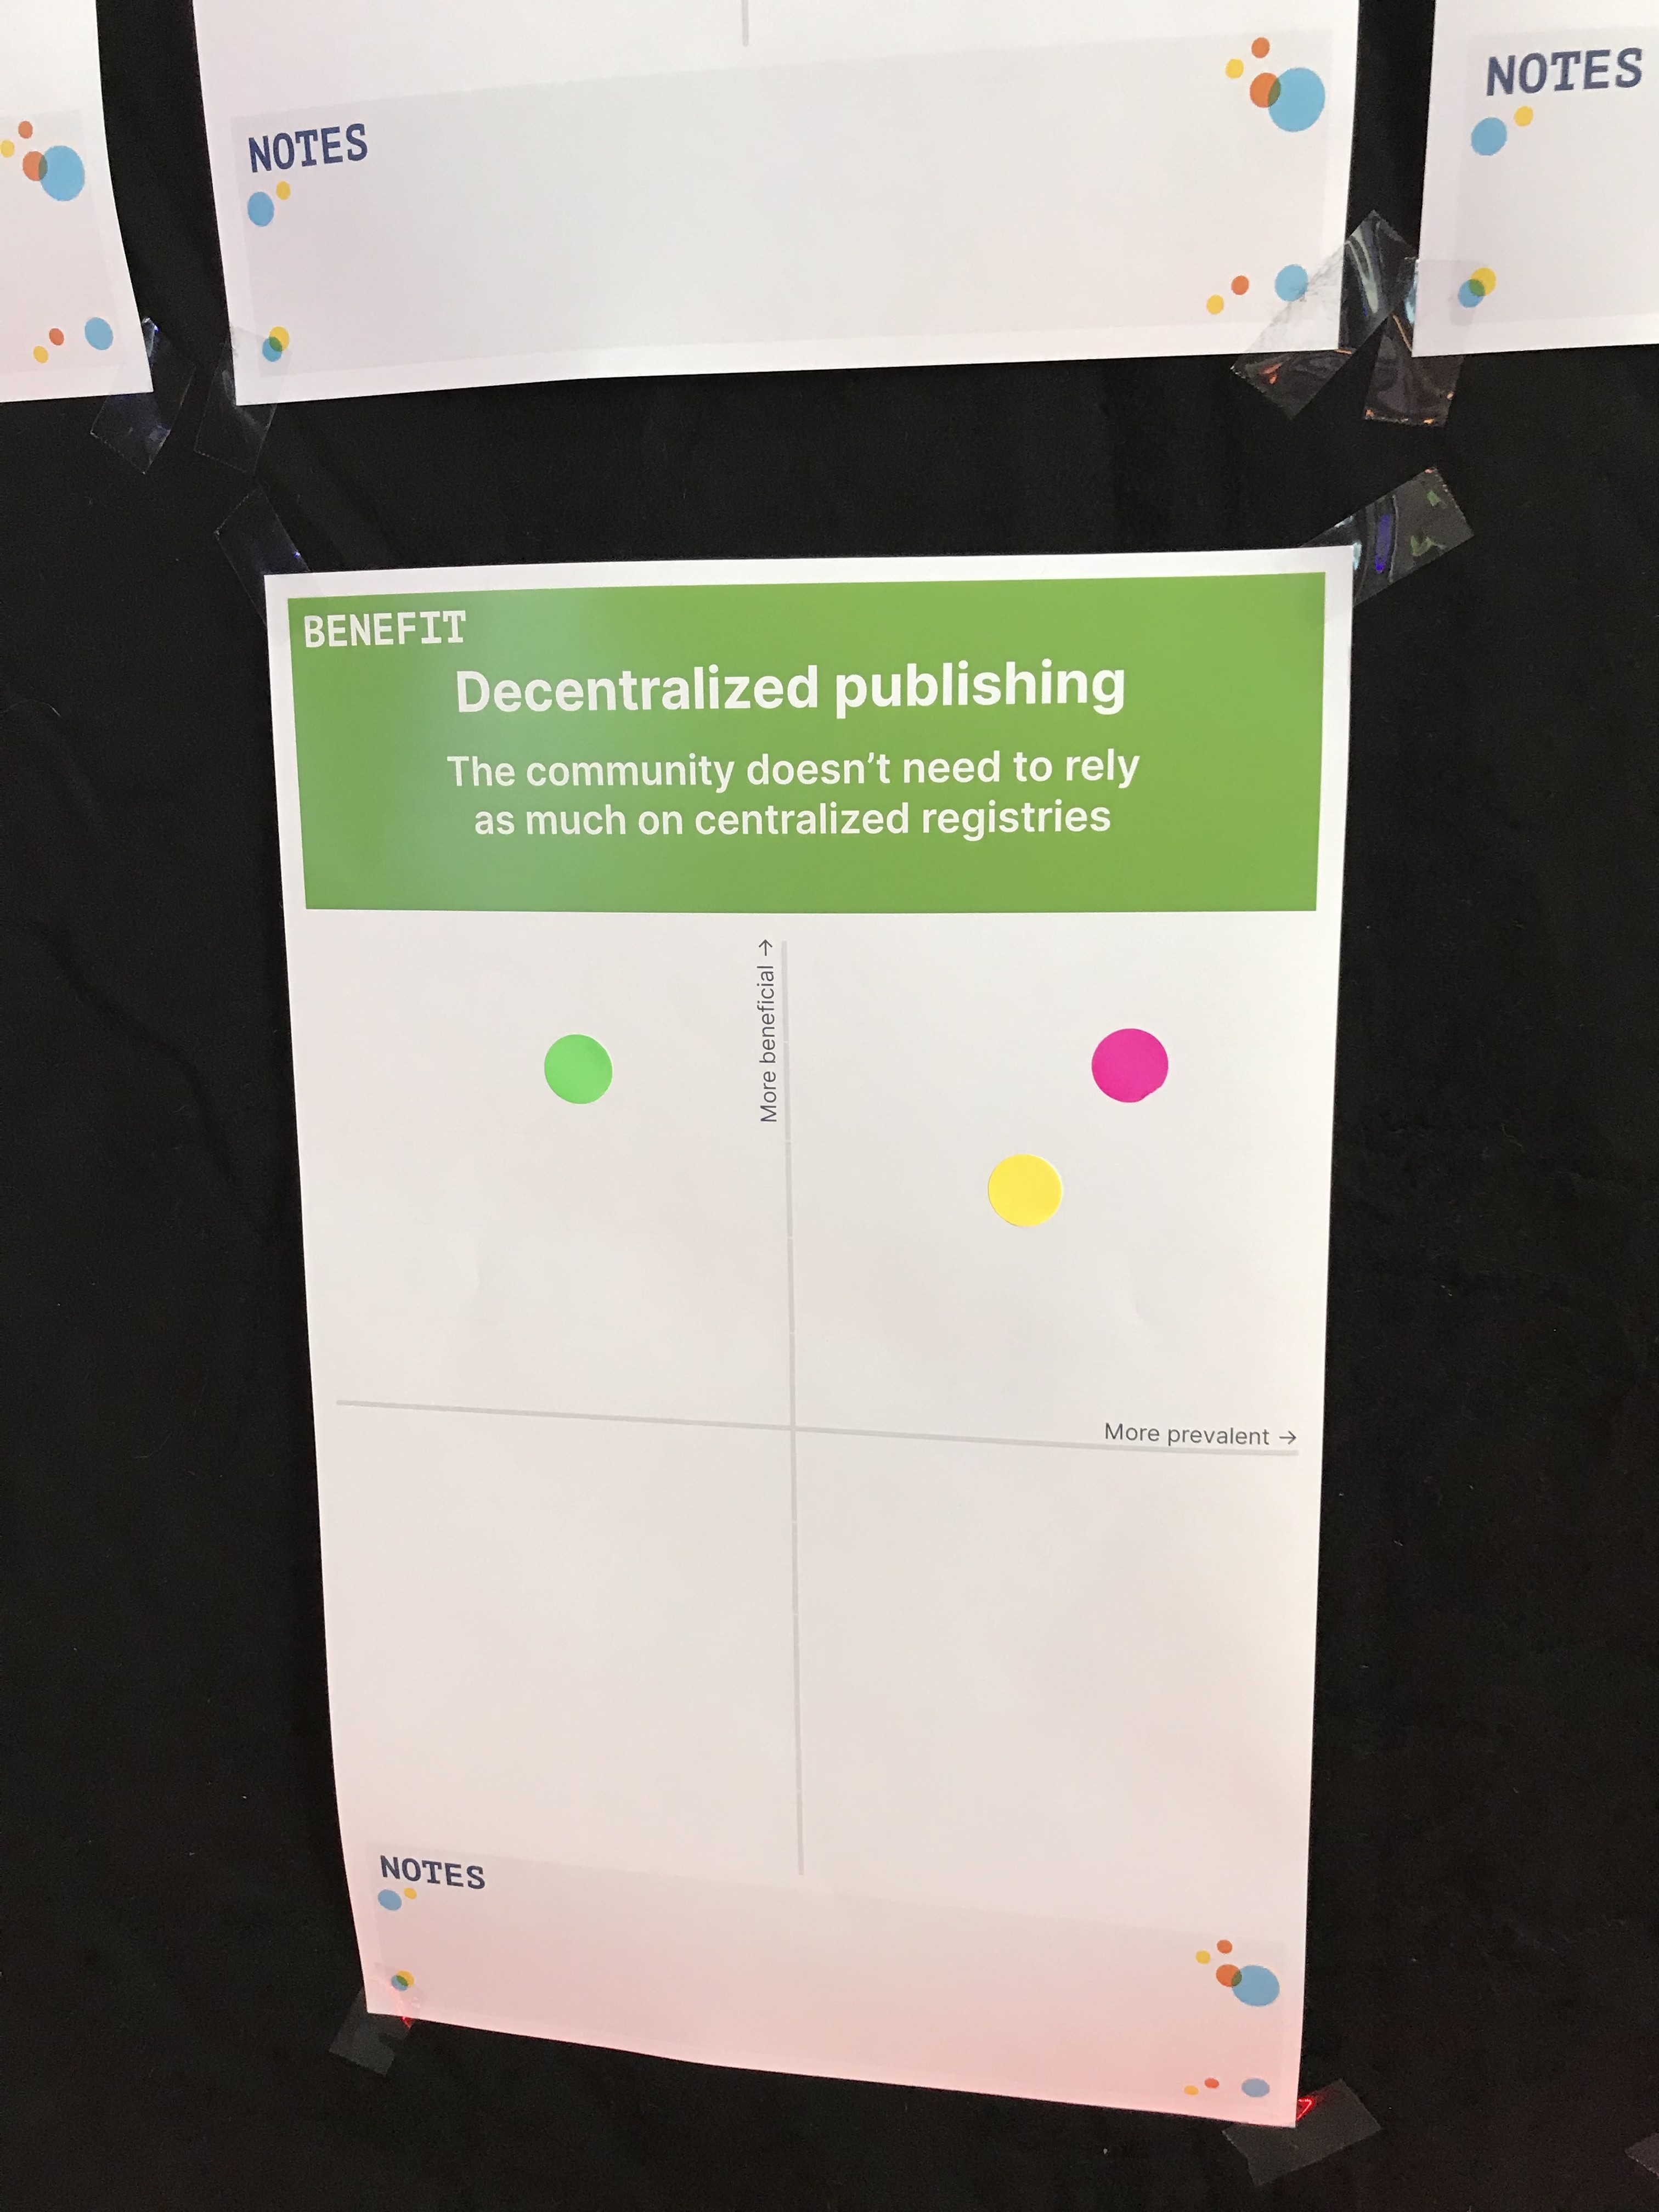 NOTES
NOTES
BENEFIT
Decentralized publishing
The community doesn't need to rely
as much on centralized registries
More beneficial →
More prevalent →
NOTES